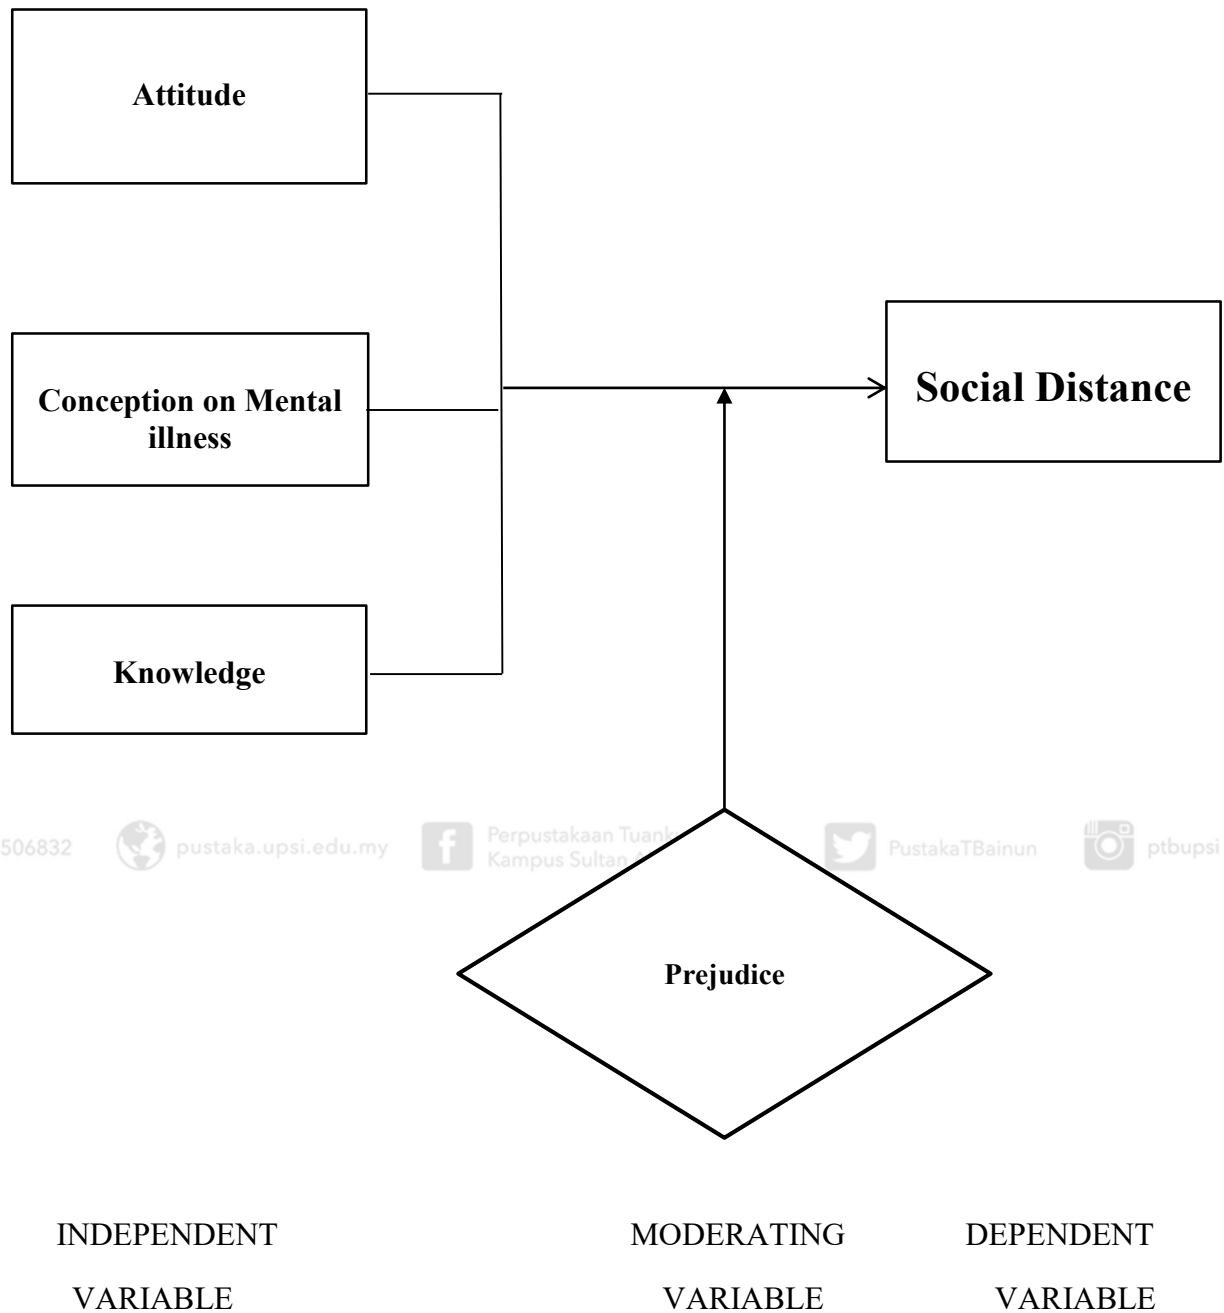 Attitude
Conception on Mental
illness
Social Distance
Knowledge
506832
pustaka.upsi.edu.my
Perpustakaan
Kampus Sultan
PustakaTBainun
ptbupsi
Prejudice
INDEPENDENT MODERATING DEPENDENT
VARIABLE VARIABLE VARIABLE